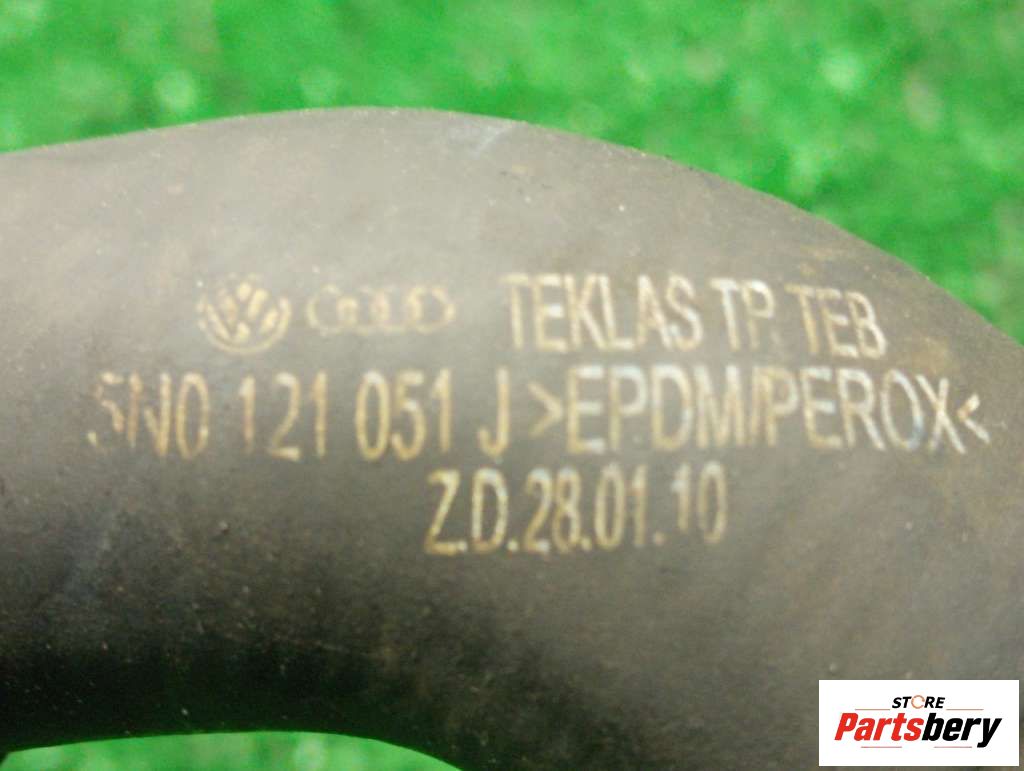 TEKLAS TP. TEB
5N0 121 051 J >EPDM/PEROX<
Z.D.28.01.10
STORE
Partsbery